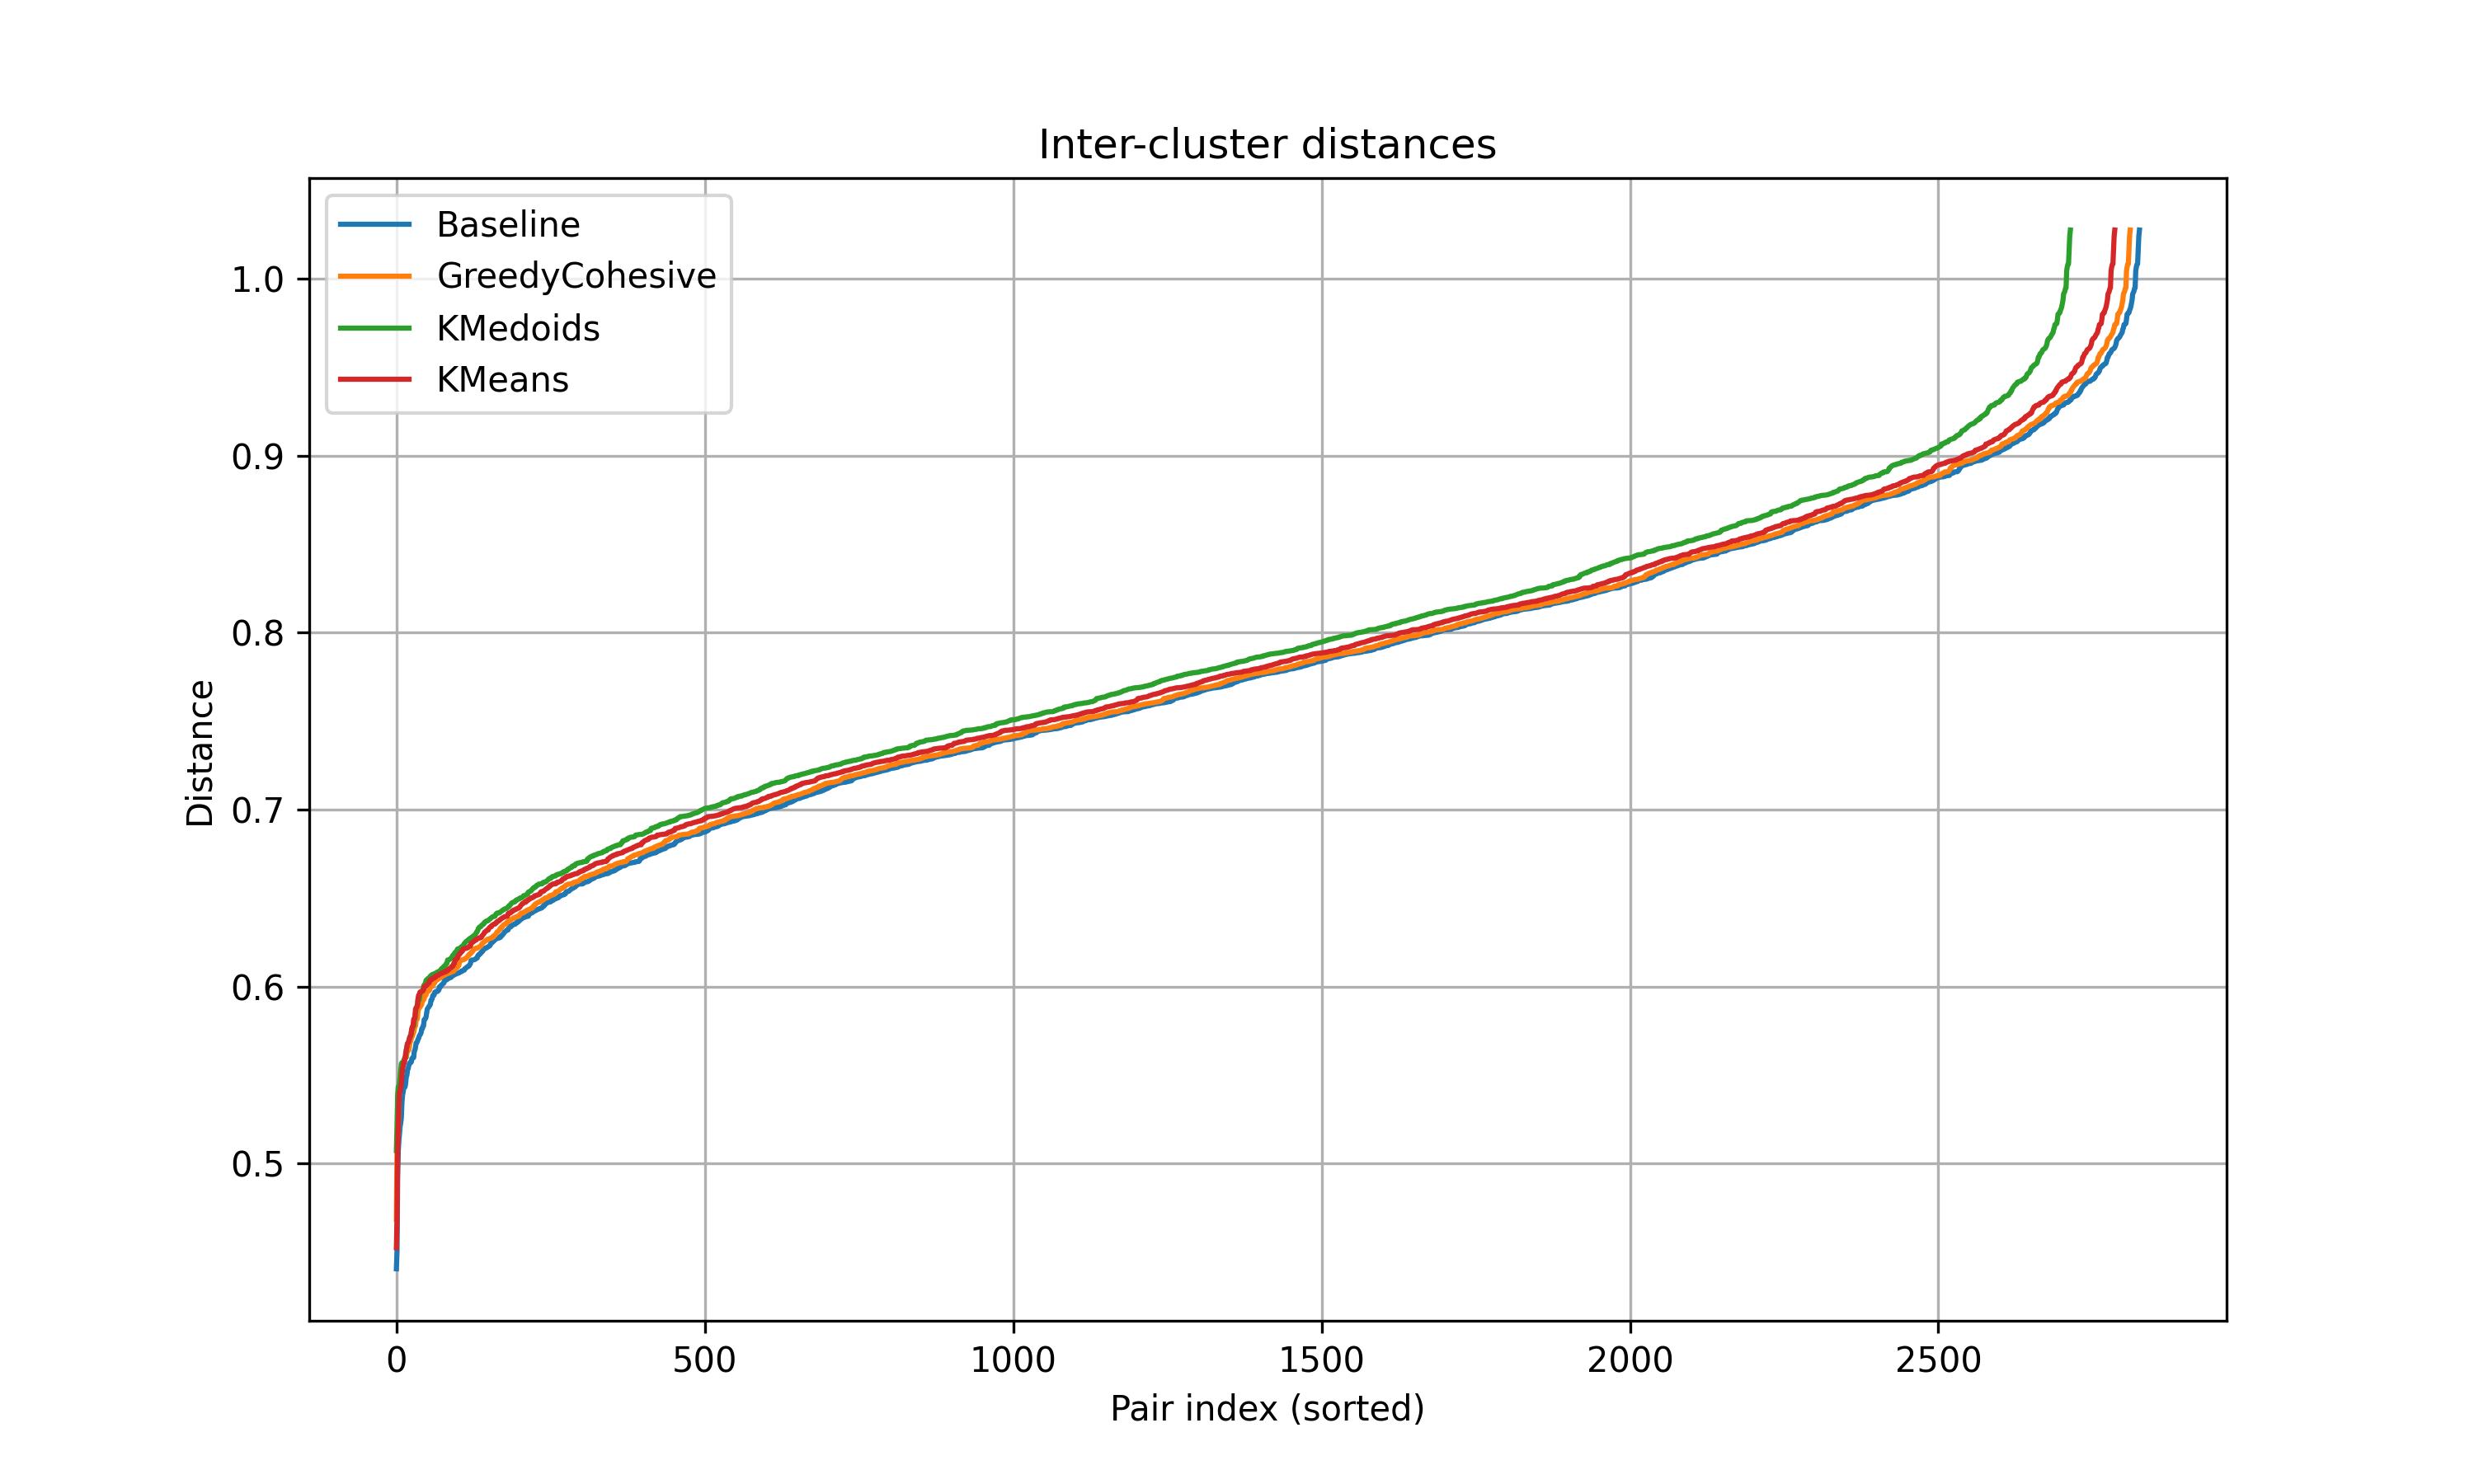 Inter-cluster distances
Baseline
GreedyCohesive
KMedoids
KMeans
1.0
0.9
0.8
0.7
0.6
0.5
Distance
0 500 1000 1500 2000 2500
Pair index (sorted)